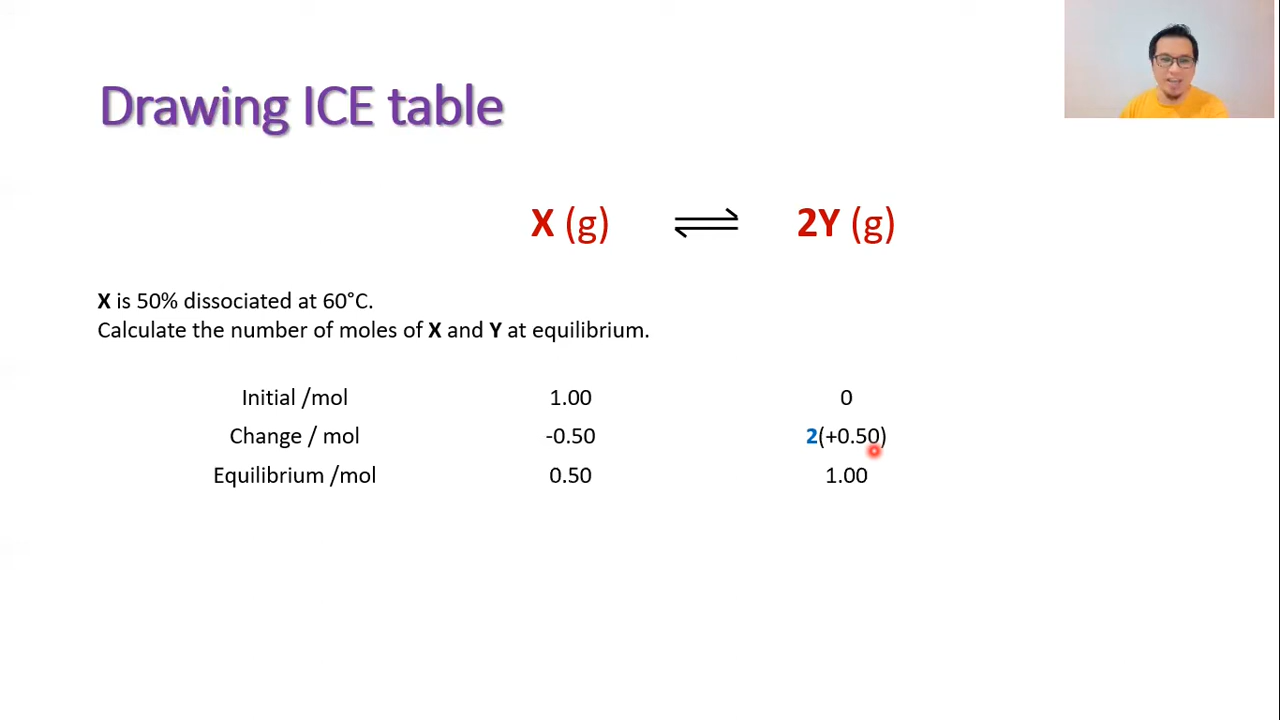 Drawing ICE table
X (g) ⇌ 2Y (g)
X is 50% dissociated at 60°C.
Calculate the number of moles of X and Y at equilibrium.
Initial /mol 1.00 0
Change / mol -0.50 2(+0.50)
Equilibrium /mol 0.50 1.00